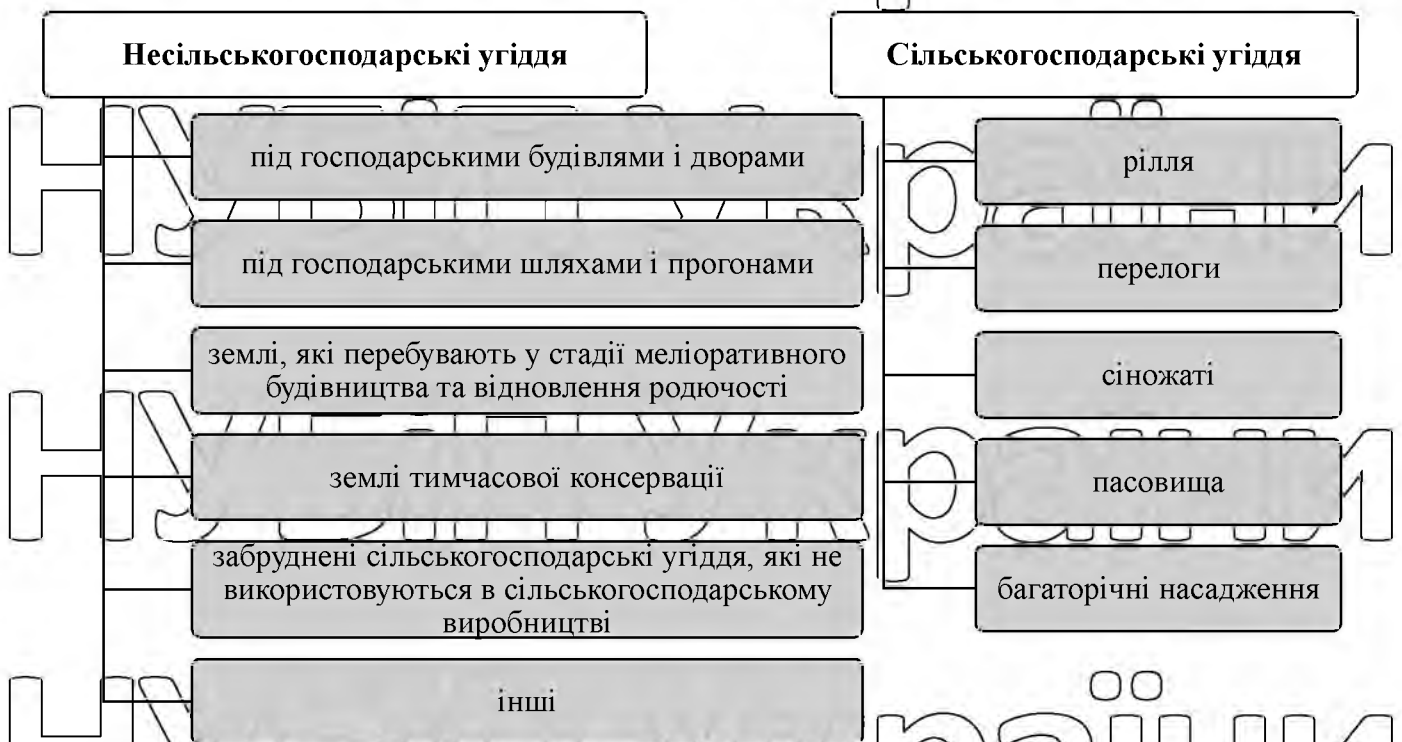 Несільськогосподарські угіддя
під господарськими будівлями і дворами
під господарськими шляхами і прогонами
землі, які перебувають у стадії меліоративного
будівництва та відновлення родючості
землі тимчасової консервації
забруднені сільськогосподарські угіддя, які не
використовуються в сільськогосподарському
виробництві
інші
Сільськогосподарські угіддя
рілля
перелоги
сіножаті
пасовища
багаторічні насадження